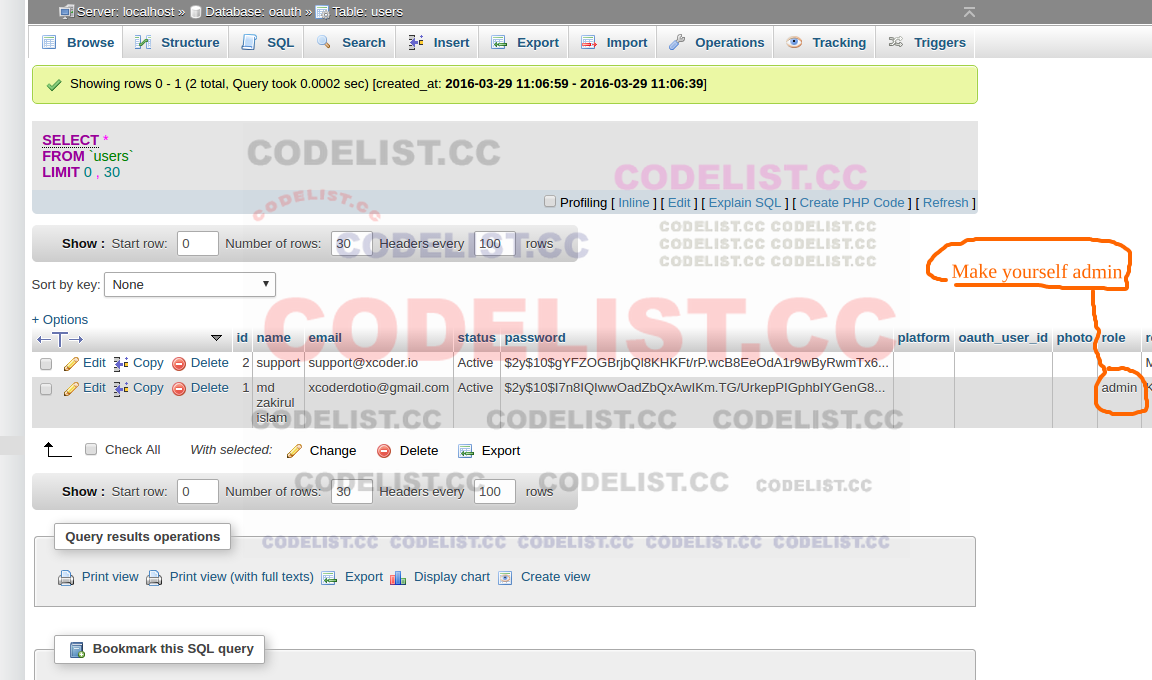 Server: localhost » Database: oauth » Table: users
Browse Structure SQL Search Insert Export Import Operations Tracking Triggers
Showing rows 0 - 1 (2 total, Query took 0.0002 sec) [created_at: 2016-03-29 11:06:59 - 2016-03-29 11:06:39]
SELECT *
FROM `users`
LIMIT 0 , 30
CODELIST.CC
CODELIST.CC
CODELIST.CC
Profiling [ Inline ] [ Edit ] [ Explain SQL ] [ Create PHP Code ] [ Refresh ]
CODELIST.CC CODELIST.CC
CODELIST.CC CODELIST.CC
CODELIST.CC CODELIST.CC
Show : Start row: 0 Number of rows: 30 Headers every 100 rows
CODELIST.CC
Make yourself admin
Sort by key: None
+ Options
CODELIST.CC
id name email status password platform oauth_user_id photo role
Edit Copy Delete 2 support support@xcoder.io Active $2y$10$gYFZOGBrjbQI8KHKFt/rP.wcB8EeOdA1r9wByRwmTx6...
Edit Copy Delete 1 md zakirul islam xcoderdotio@gmail.com Active $2y$10$I7n8IQIwwOadZbQxAwIKm.TG/UrkepPIGphbIYGenG8... admin
CODELIST.CC CODELIST.CC CODELIST.CC
Check All With selected: Change Delete Export
CODELIST.CC CODELIST.CC CODELIST.CC
Show : Start row: 0 Number of rows: 30 Headers every 100 rows
Query results operations
CODELIST.CC CODELIST.CC CODELIST.CC CODELIST.CC CODELIST.CC
Print view Print view (with full texts) Export Display chart Create view
Bookmark this SQL query